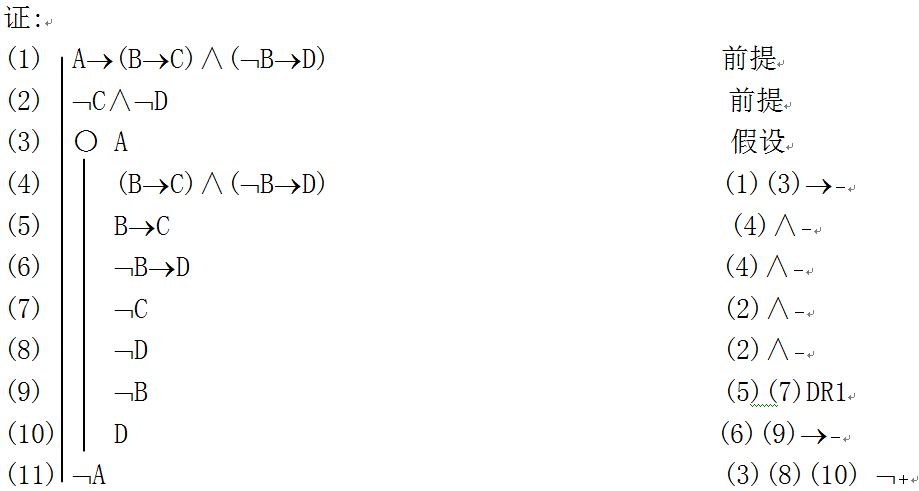 证:
(1) A→(B→C)∧(¬B→D) 前提
(2) ¬C∧¬D 前提
(3) ○ A 假设
(4) (B→C)∧(¬B→D) (1)(3)→-
(5) B→C (4)∧-
(6) ¬B→D (4)∧-
(7) ¬C (2)∧-
(8) ¬D (2)∧-
(9) ¬B (5)(7)DR1
(10) D (6)(9)→-
(11) ¬A (3)(8)(10) ¬+